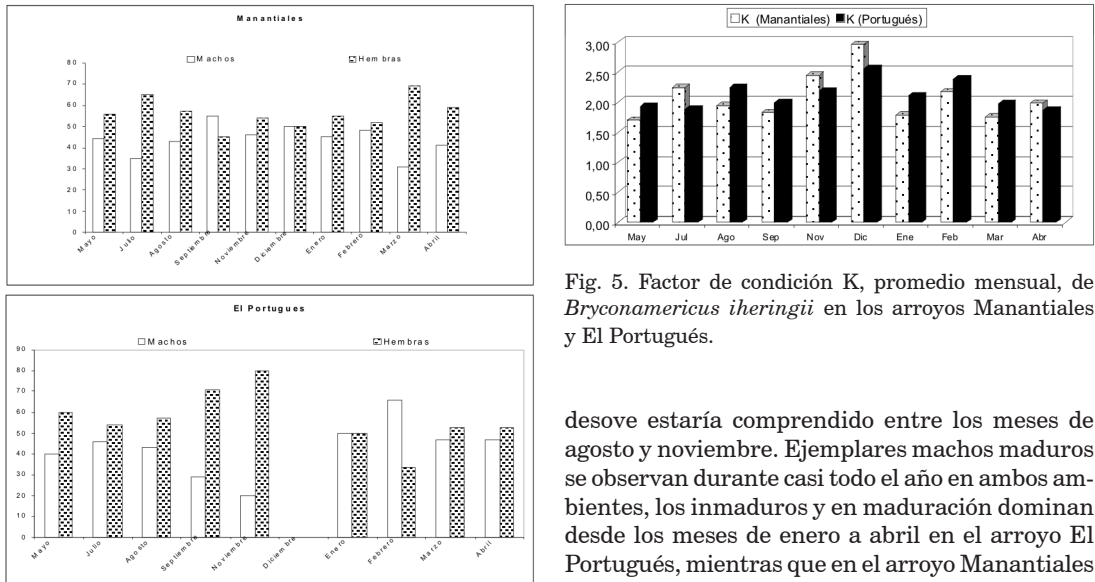 Manantiales
Machos
Hembras
80
70
60
50
40
30
20
10
0
Mayo
Julio
Agosto
Septiembre
Noviembre
Diciembre
Enero
Febrero
Marzo
Abril
El Portugues
Machos
Hembras
90
80
70
60
50
40
30
20
10
0
Mayo
Julio
Agosto
Septiembre
Noviembre
Diciembre
Enero
Febrero
Marzo
Abril
K (Manantiales) K (Portugués)
3,00
2,50
2,00
1,50
1,00
0,50
0,00
May Jul Ago Sep Nov Dic Ene Feb Mar Abr
Fig. 5. Factor de condición K, promedio mensual, de
Bryconamericus iheringii en los arroyos Manantiales
y El Portugués.
desove estaría comprendido entre los meses de
agosto y noviembre. Ejemplares machos maduros
se observan durante casi todo el año en ambos am-
bientes, los inmaduros y en maduración dominan
desde los meses de enero a abril en el arroyo El
Portugués, mientras que en el arroyo Manantiales